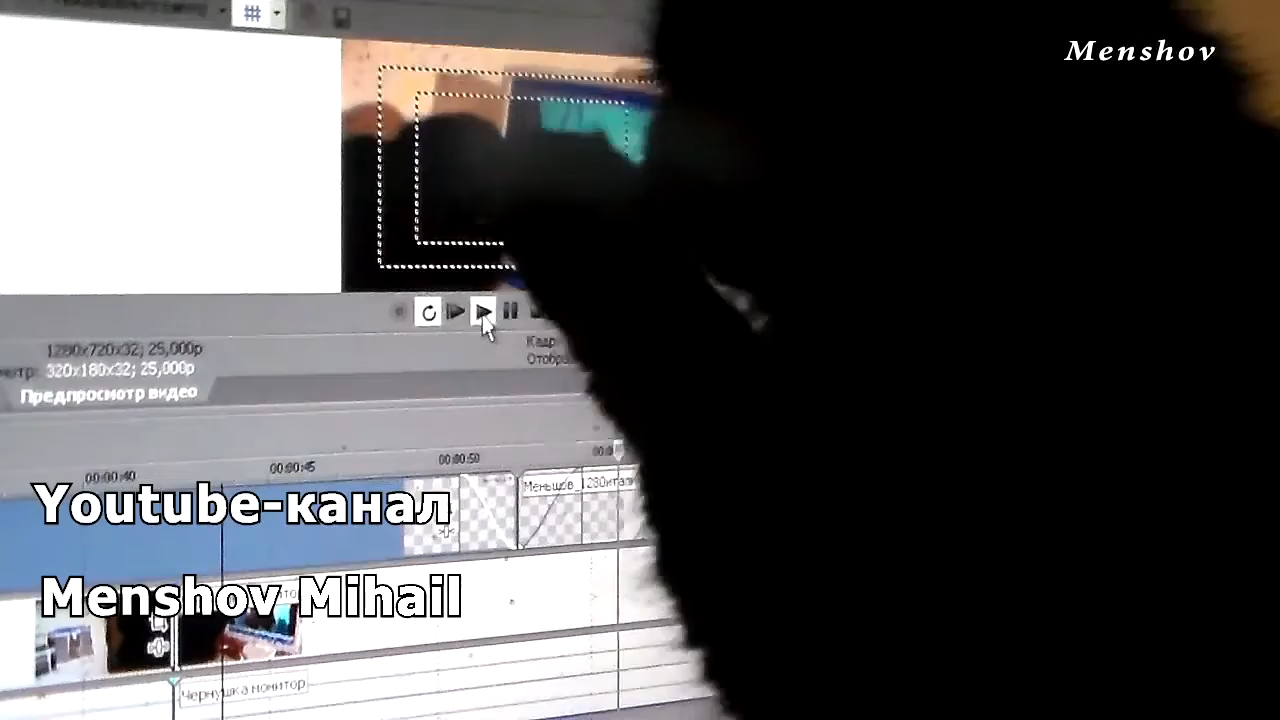 Menshov
1280x720x32; 25,000p
320x180x32; 25,000p
Кадр
Предпросмотр видео
00:00:40
00:00:45
00:00:50
Youtube-канал
Menshov Mihail
Чернушка монитор